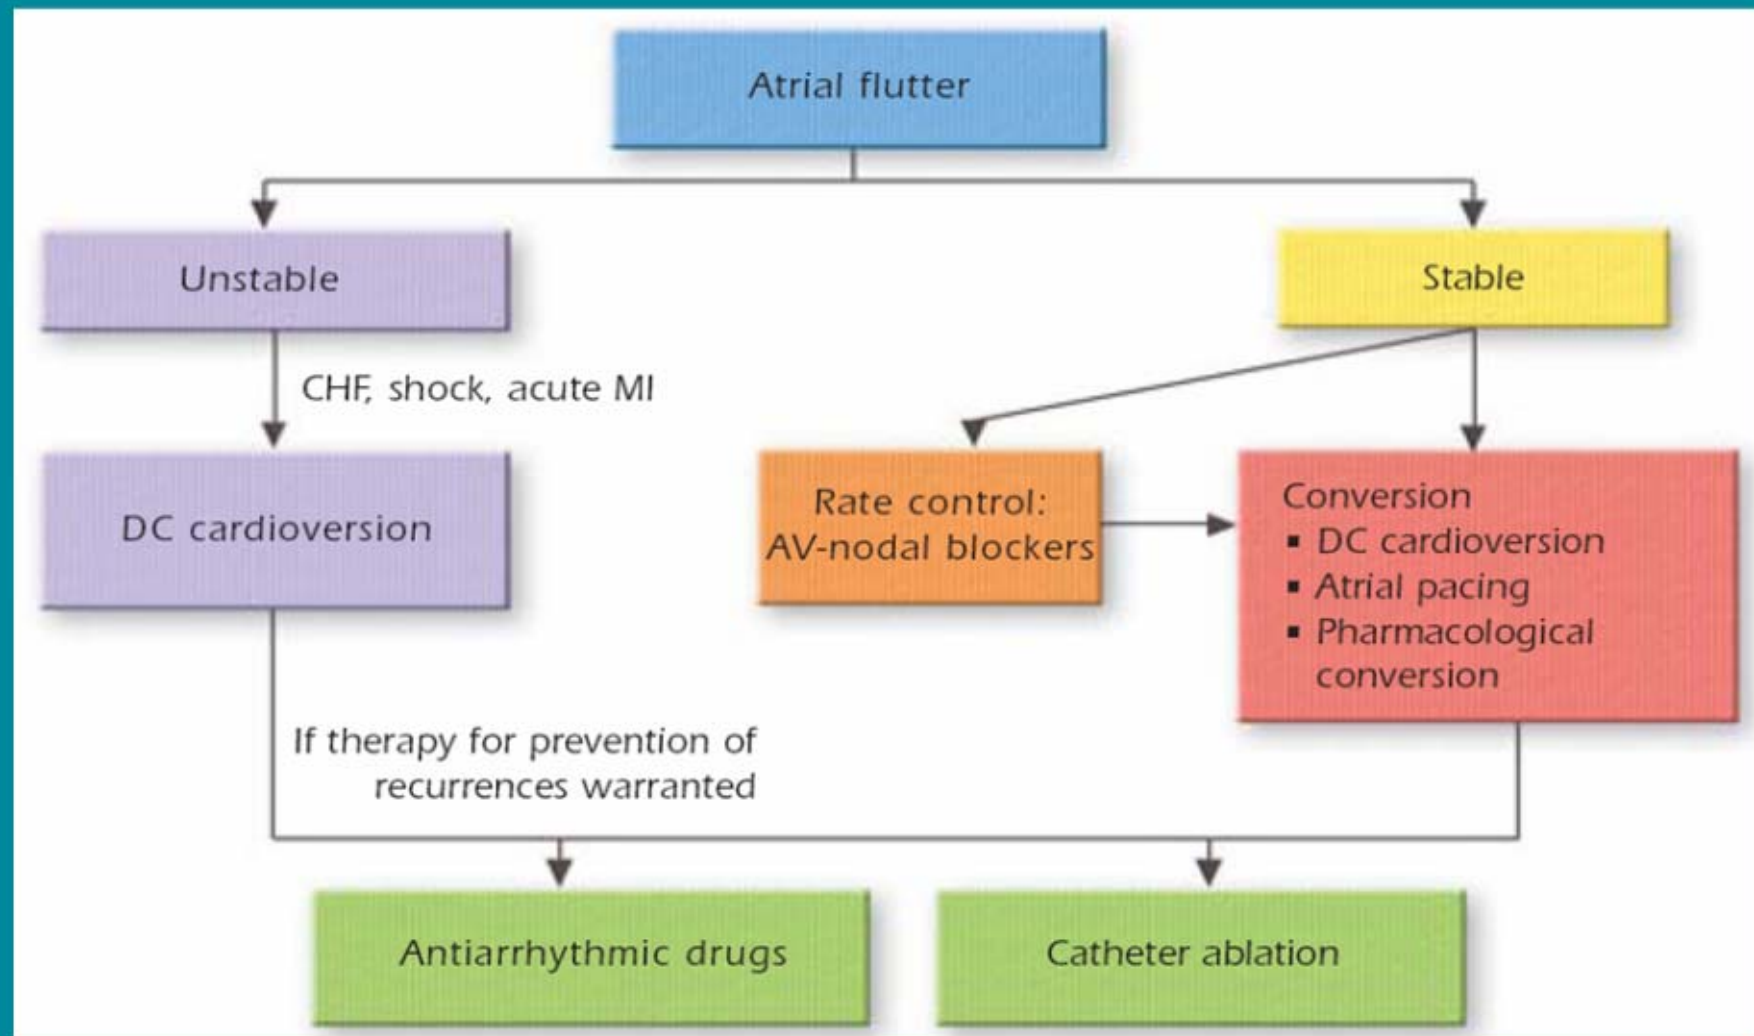 Atrial flutter
Unstable
Stable
CHF, shock, acute MI
DC cardioversion
Rate control:
AV-nodal blockers
Conversion
▪ DC cardioversion
▪ Atrial pacing
▪ Pharmacological
conversion
If therapy for prevention of
recurrences warranted
Antiarrhythmic drugs
Catheter ablation